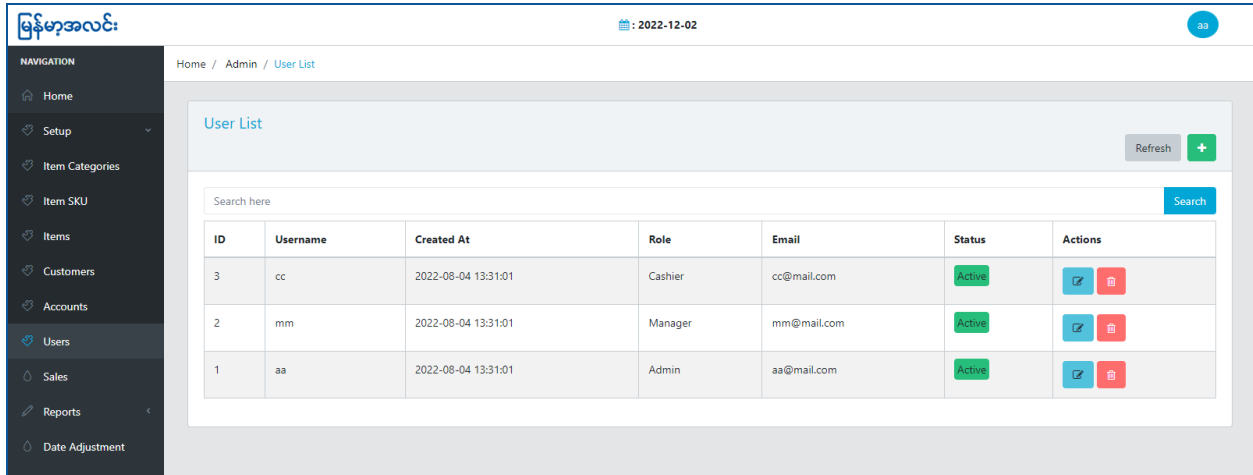 မြန်မာ့အလင်း
: 2022-12-02
aa
NAVIGATION
Home / Admin / User List
Home
Setup
Item Categories
Item SKU
Items
Customers
Accounts
Users
Sales
Reports
Date Adjustment
User List
Refresh +
Search here Search
ID Username Created At Role Email Status Actions
3 cc 2022-08-04 13:31:01 Cashier cc@mail.com Active
2 mm 2022-08-04 13:31:01 Manager mm@mail.com Active
1 aa 2022-08-04 13:31:01 Admin aa@mail.com Active